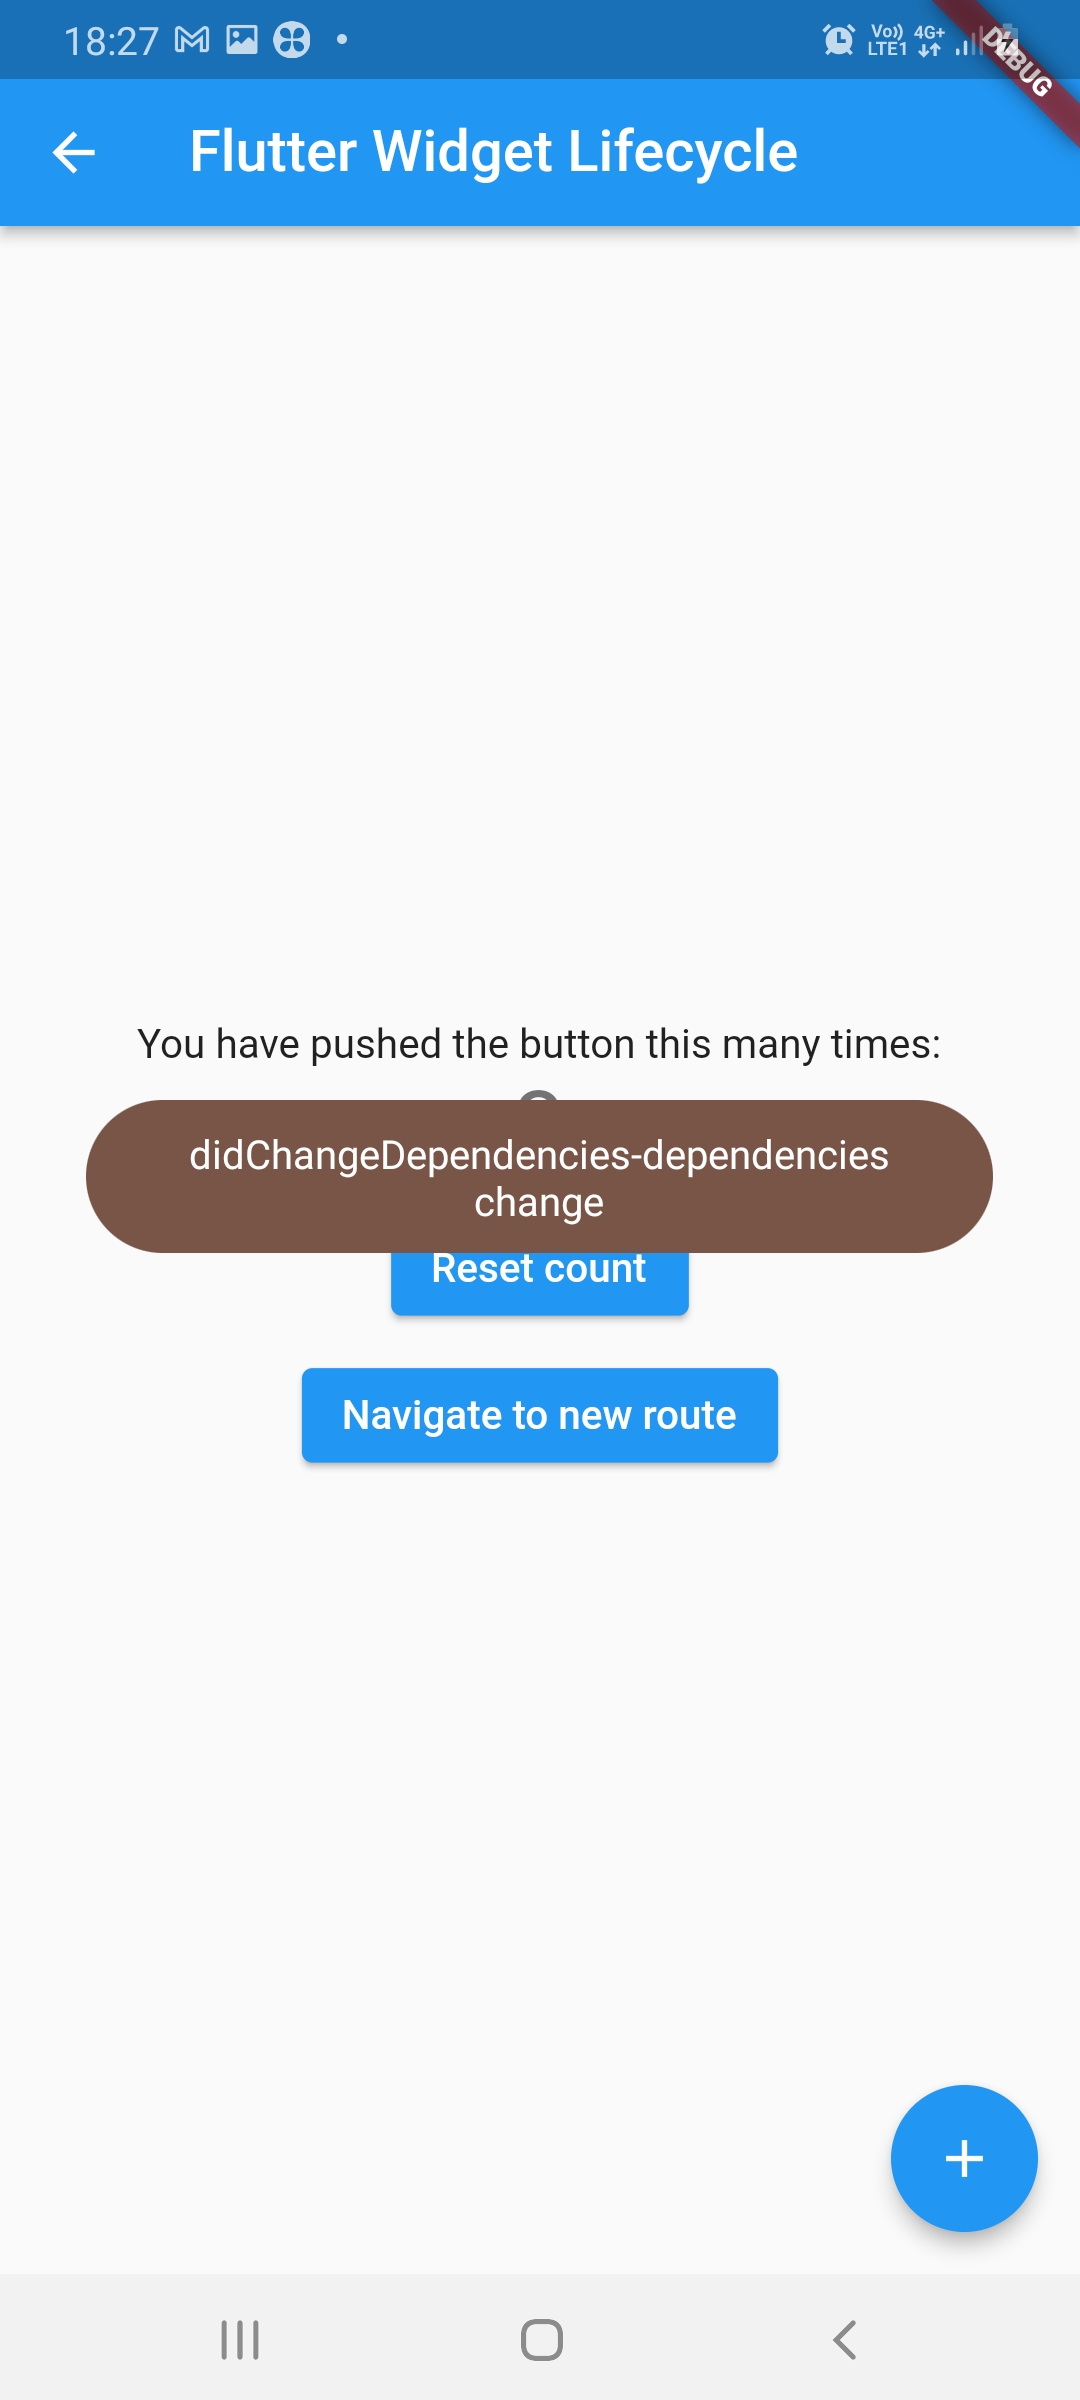 18:27
Vo)) 4G+
LTE1
DEBUG
Flutter Widget Lifecycle
You have pushed the button this many times:
didChangeDependencies-dependencies
change
Reset count
Navigate to new route